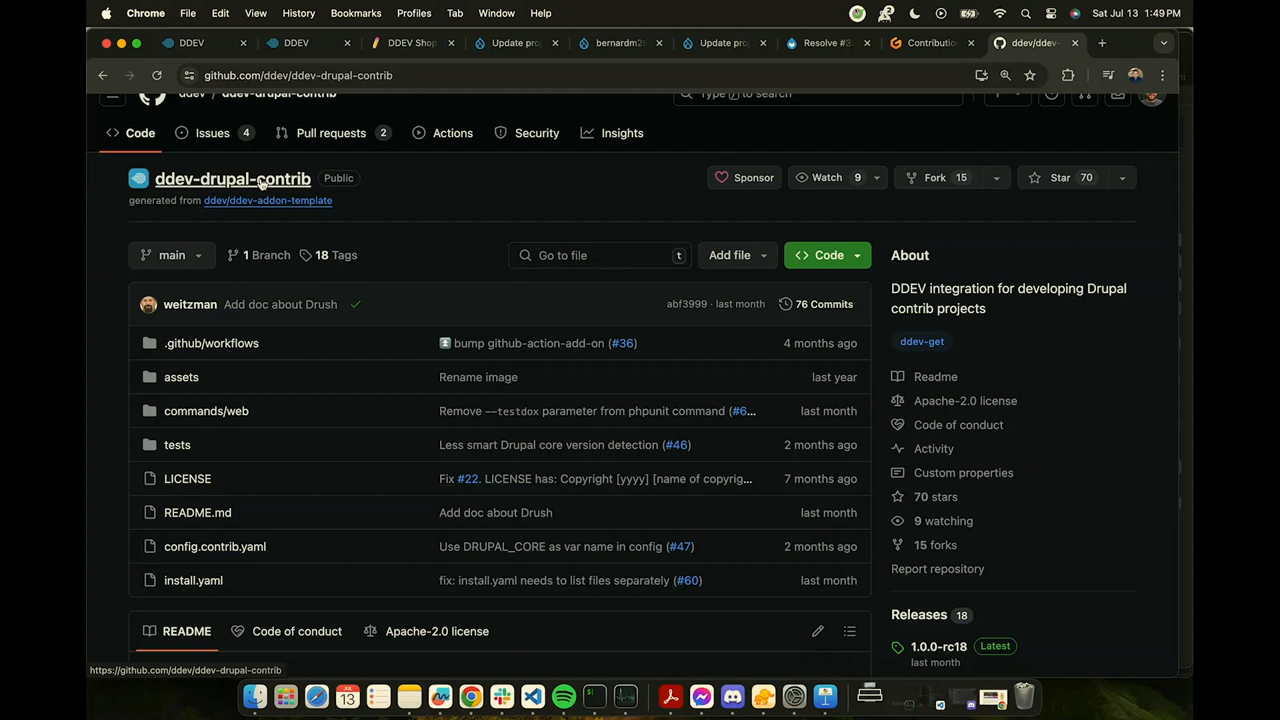 Chrome File Edit View History Bookmarks Profiles Tab Window Help Sat Jul 13 1:49 PM
DDEV DDEV DDEV Shop Update pro bernardm2 Update pro Resolve #3 Contributio ddev/ddev-
github.com/ddev/ddev-drupal-contrib
ddev / ddev-drupal-contrib Type / to search
Code Issues 4 Pull requests 2 Actions Security Insights
ddev-drupal-contrib Public Sponsor Watch 9 Fork 15 Star 70
generated from ddev/ddev-addon-template
main 1 Branch 18 Tags Go to file t Add file Code About
DDEV integration for developing Drupal
contrib projects
weitzman Add doc about Drush abf3999 · last month 76 Commits
.github/workflows bump github-action-add-on (#36) 4 months ago
ddev-get
assets Rename image last year
Readme
Apache-2.0 license
commands/web Remove --testdox parameter from phpunit command (#6... last month
Code of conduct
tests Less smart Drupal core version detection (#46) 2 months ago
Activity
Custom properties
LICENSE Fix #22. LICENSE has: Copyright [yyyy] [name of copyrig... 7 months ago
70 stars
README.md Add doc about Drush last month
9 watching
config.contrib.yaml Use DRUPAL_CORE as var name in config (#47) 2 months ago
15 forks
Report repository
install.yaml fix: install.yaml needs to list files separately (#60) last month
Releases 18
README Code of conduct Apache-2.0 license
1.0.0-rc18 Latest
last month
https://github.com/ddev/ddev-drupal-contrib
JUL
13